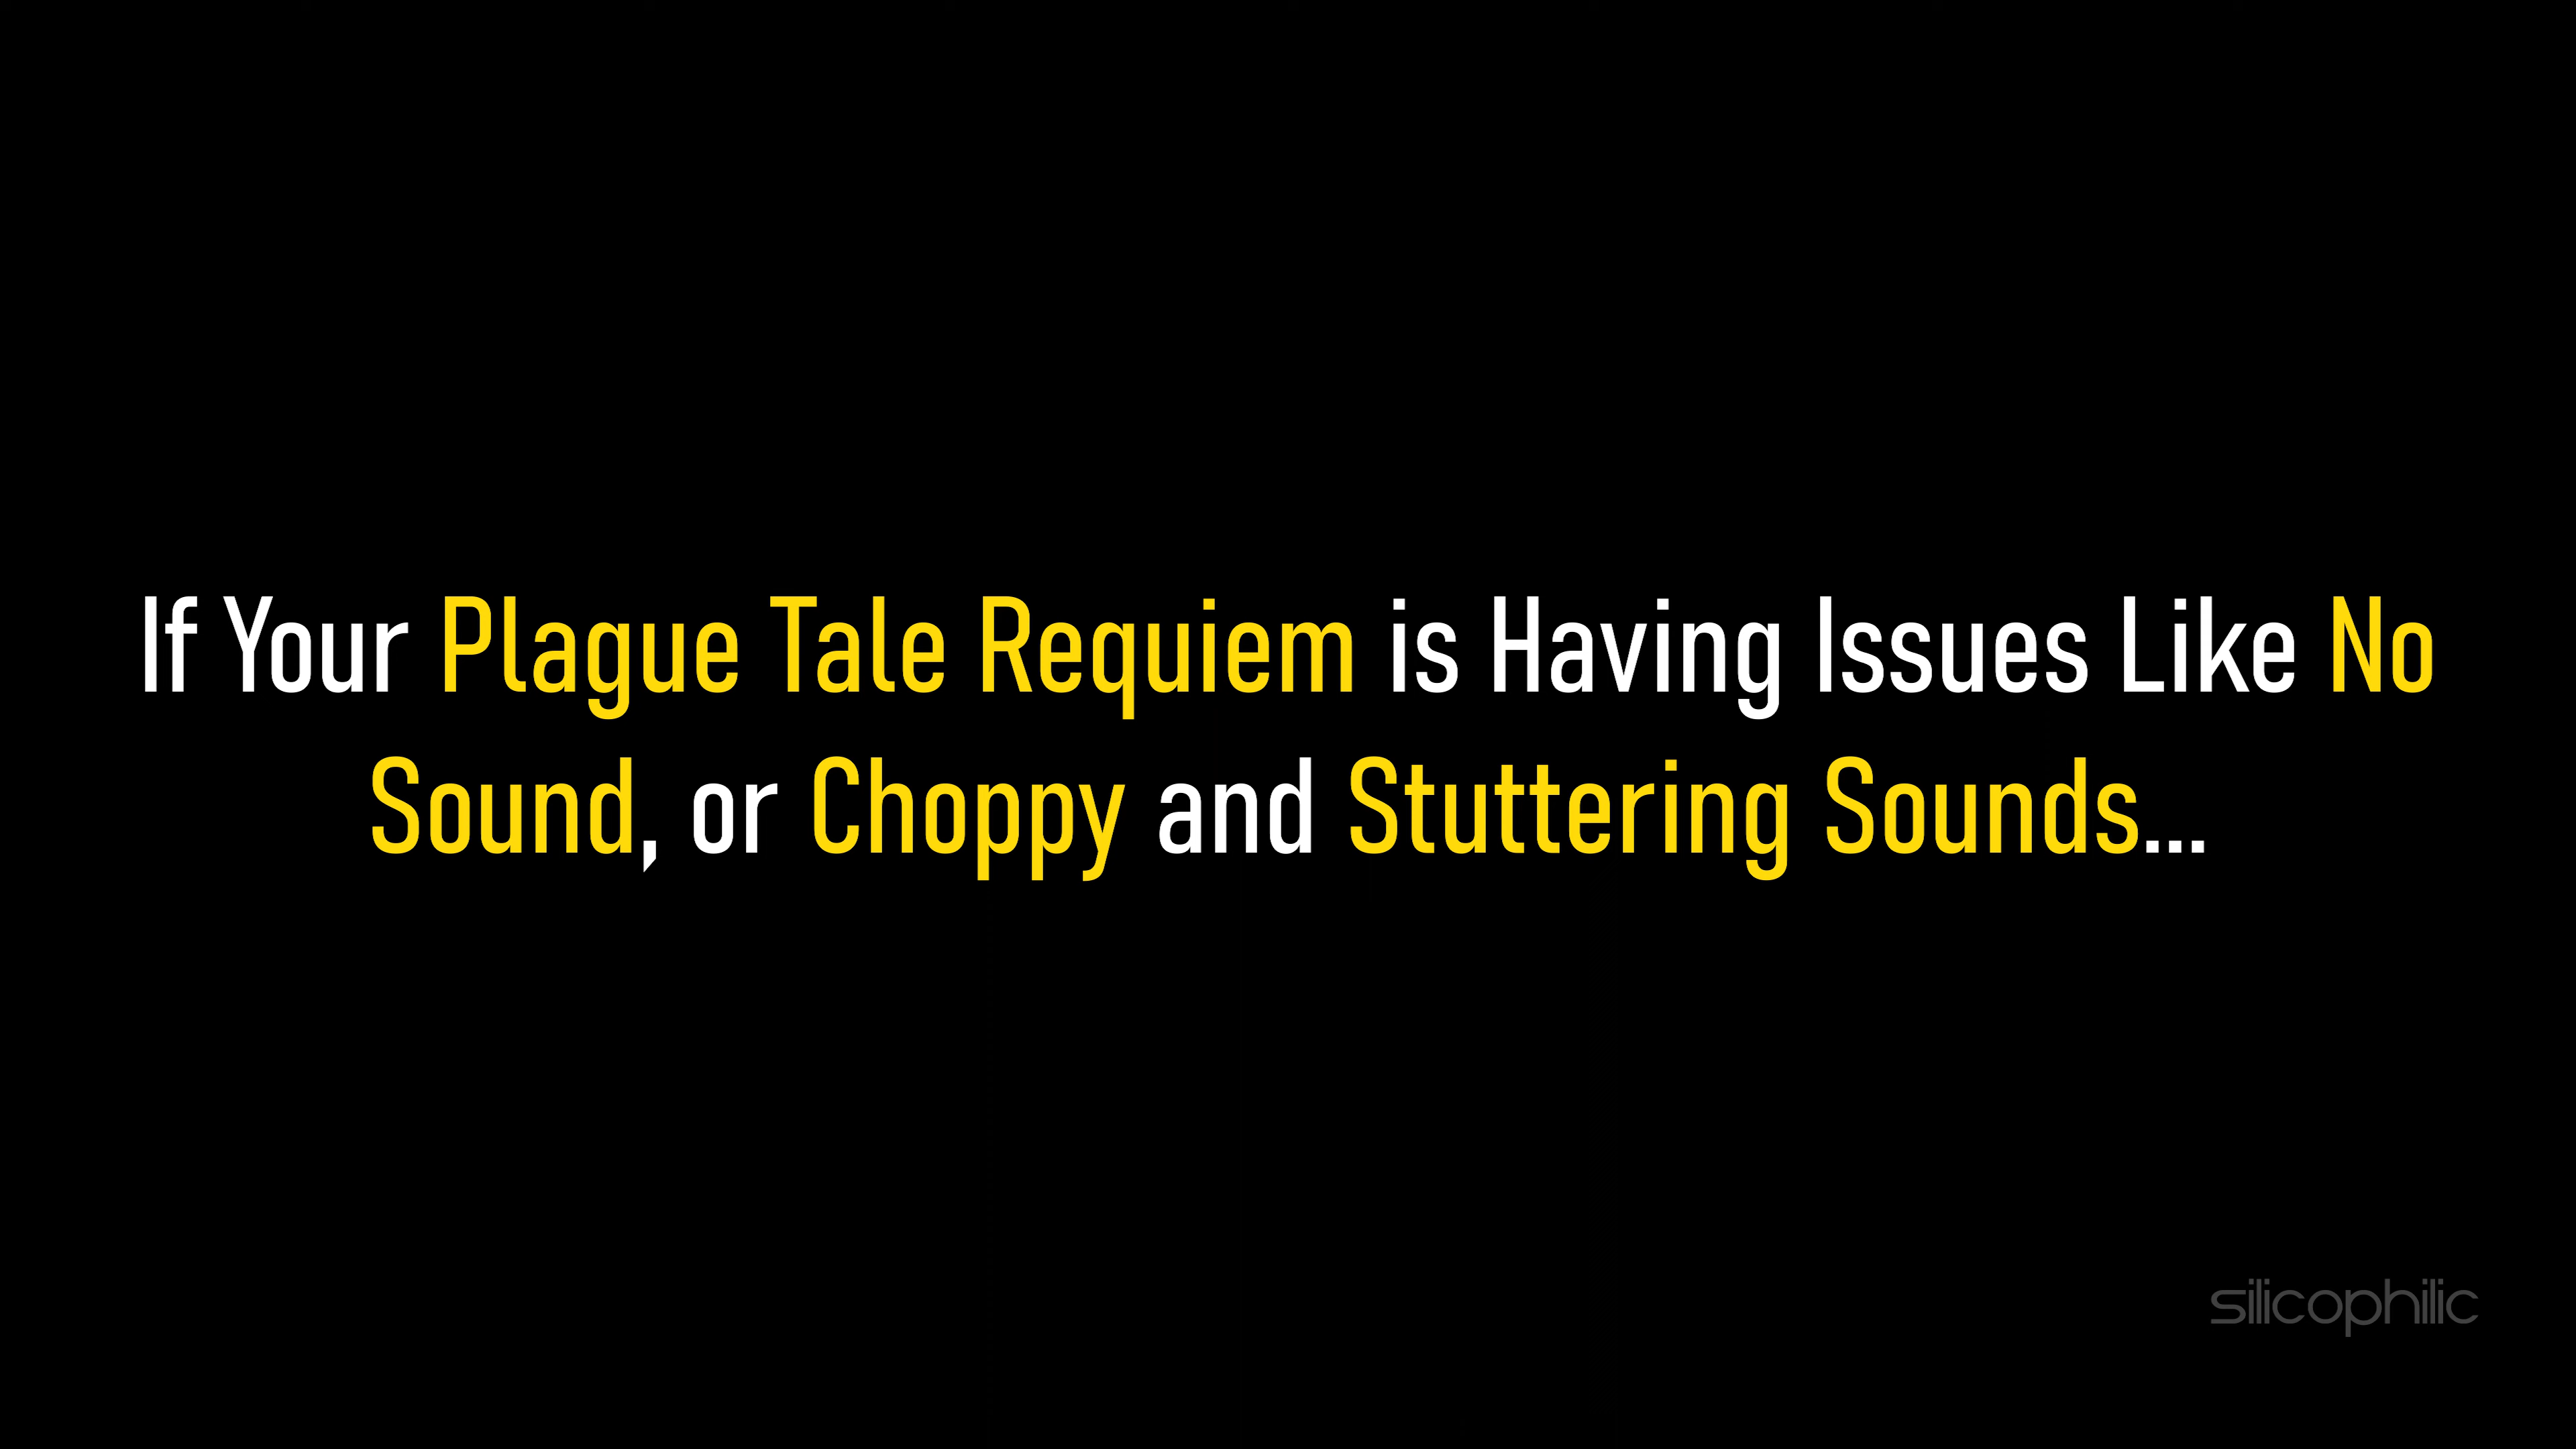 If Your Plague Tale Requiem is Having Issues Like No
Sound, or Choppy and Stuttering Sounds...
silicophilic